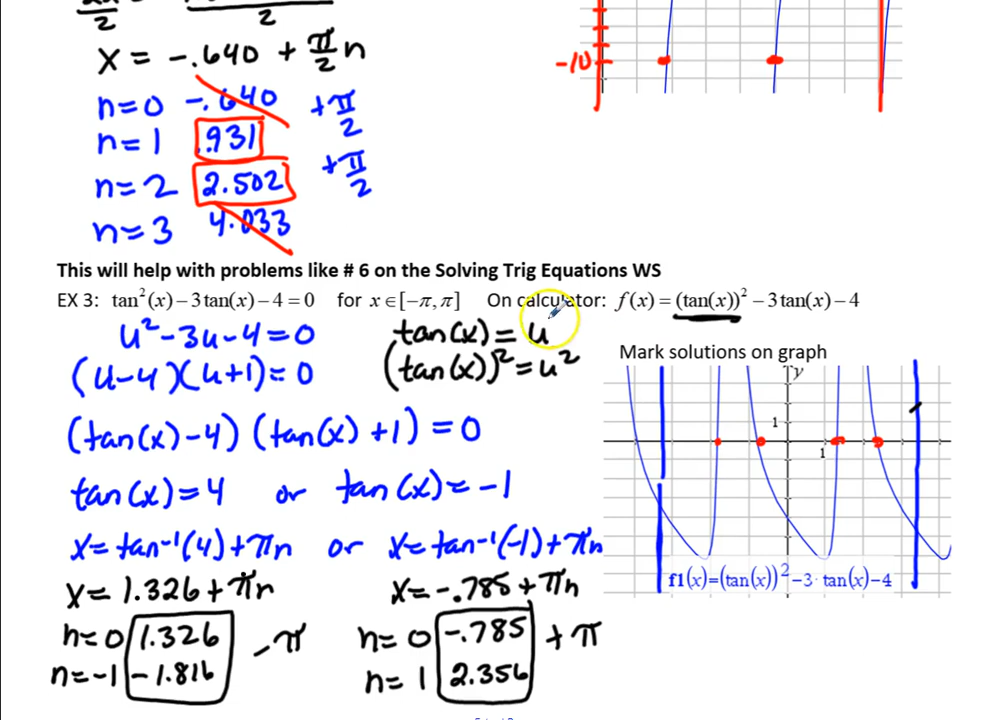 2
x = -.640 + π/2 n
-10
n=0 -.640 + π/2
n=1 .931
n=2 2.502 + π/2
n=3 4.033
This will help with problems like # 6 on the Solving Trig Equations WS
EX 3: tan²(x) − 3 tan(x) − 4 = 0 for x ∈ [−π, π] On calculator: f(x) = (tan(x))² − 3 tan(x) − 4
u² - 3u - 4 = 0 tan(x) = u
(u-4)(u+1) = 0 (tan(x))² = u²
Mark solutions on graph
y
1
1
(tan(x) - 4) (tan(x) + 1) = 0
tan(x) = 4 or tan(x) = -1
x = tan⁻¹(4) + πn or x = tan⁻¹(-1) + πn
f1(x)=(tan(x))²−3· tan(x)−4
x = 1.326 + πn x = -.785 + πn
n=0 1.326 - π n=0 -.785 + π
n=-1 -1.816 n=1 2.356